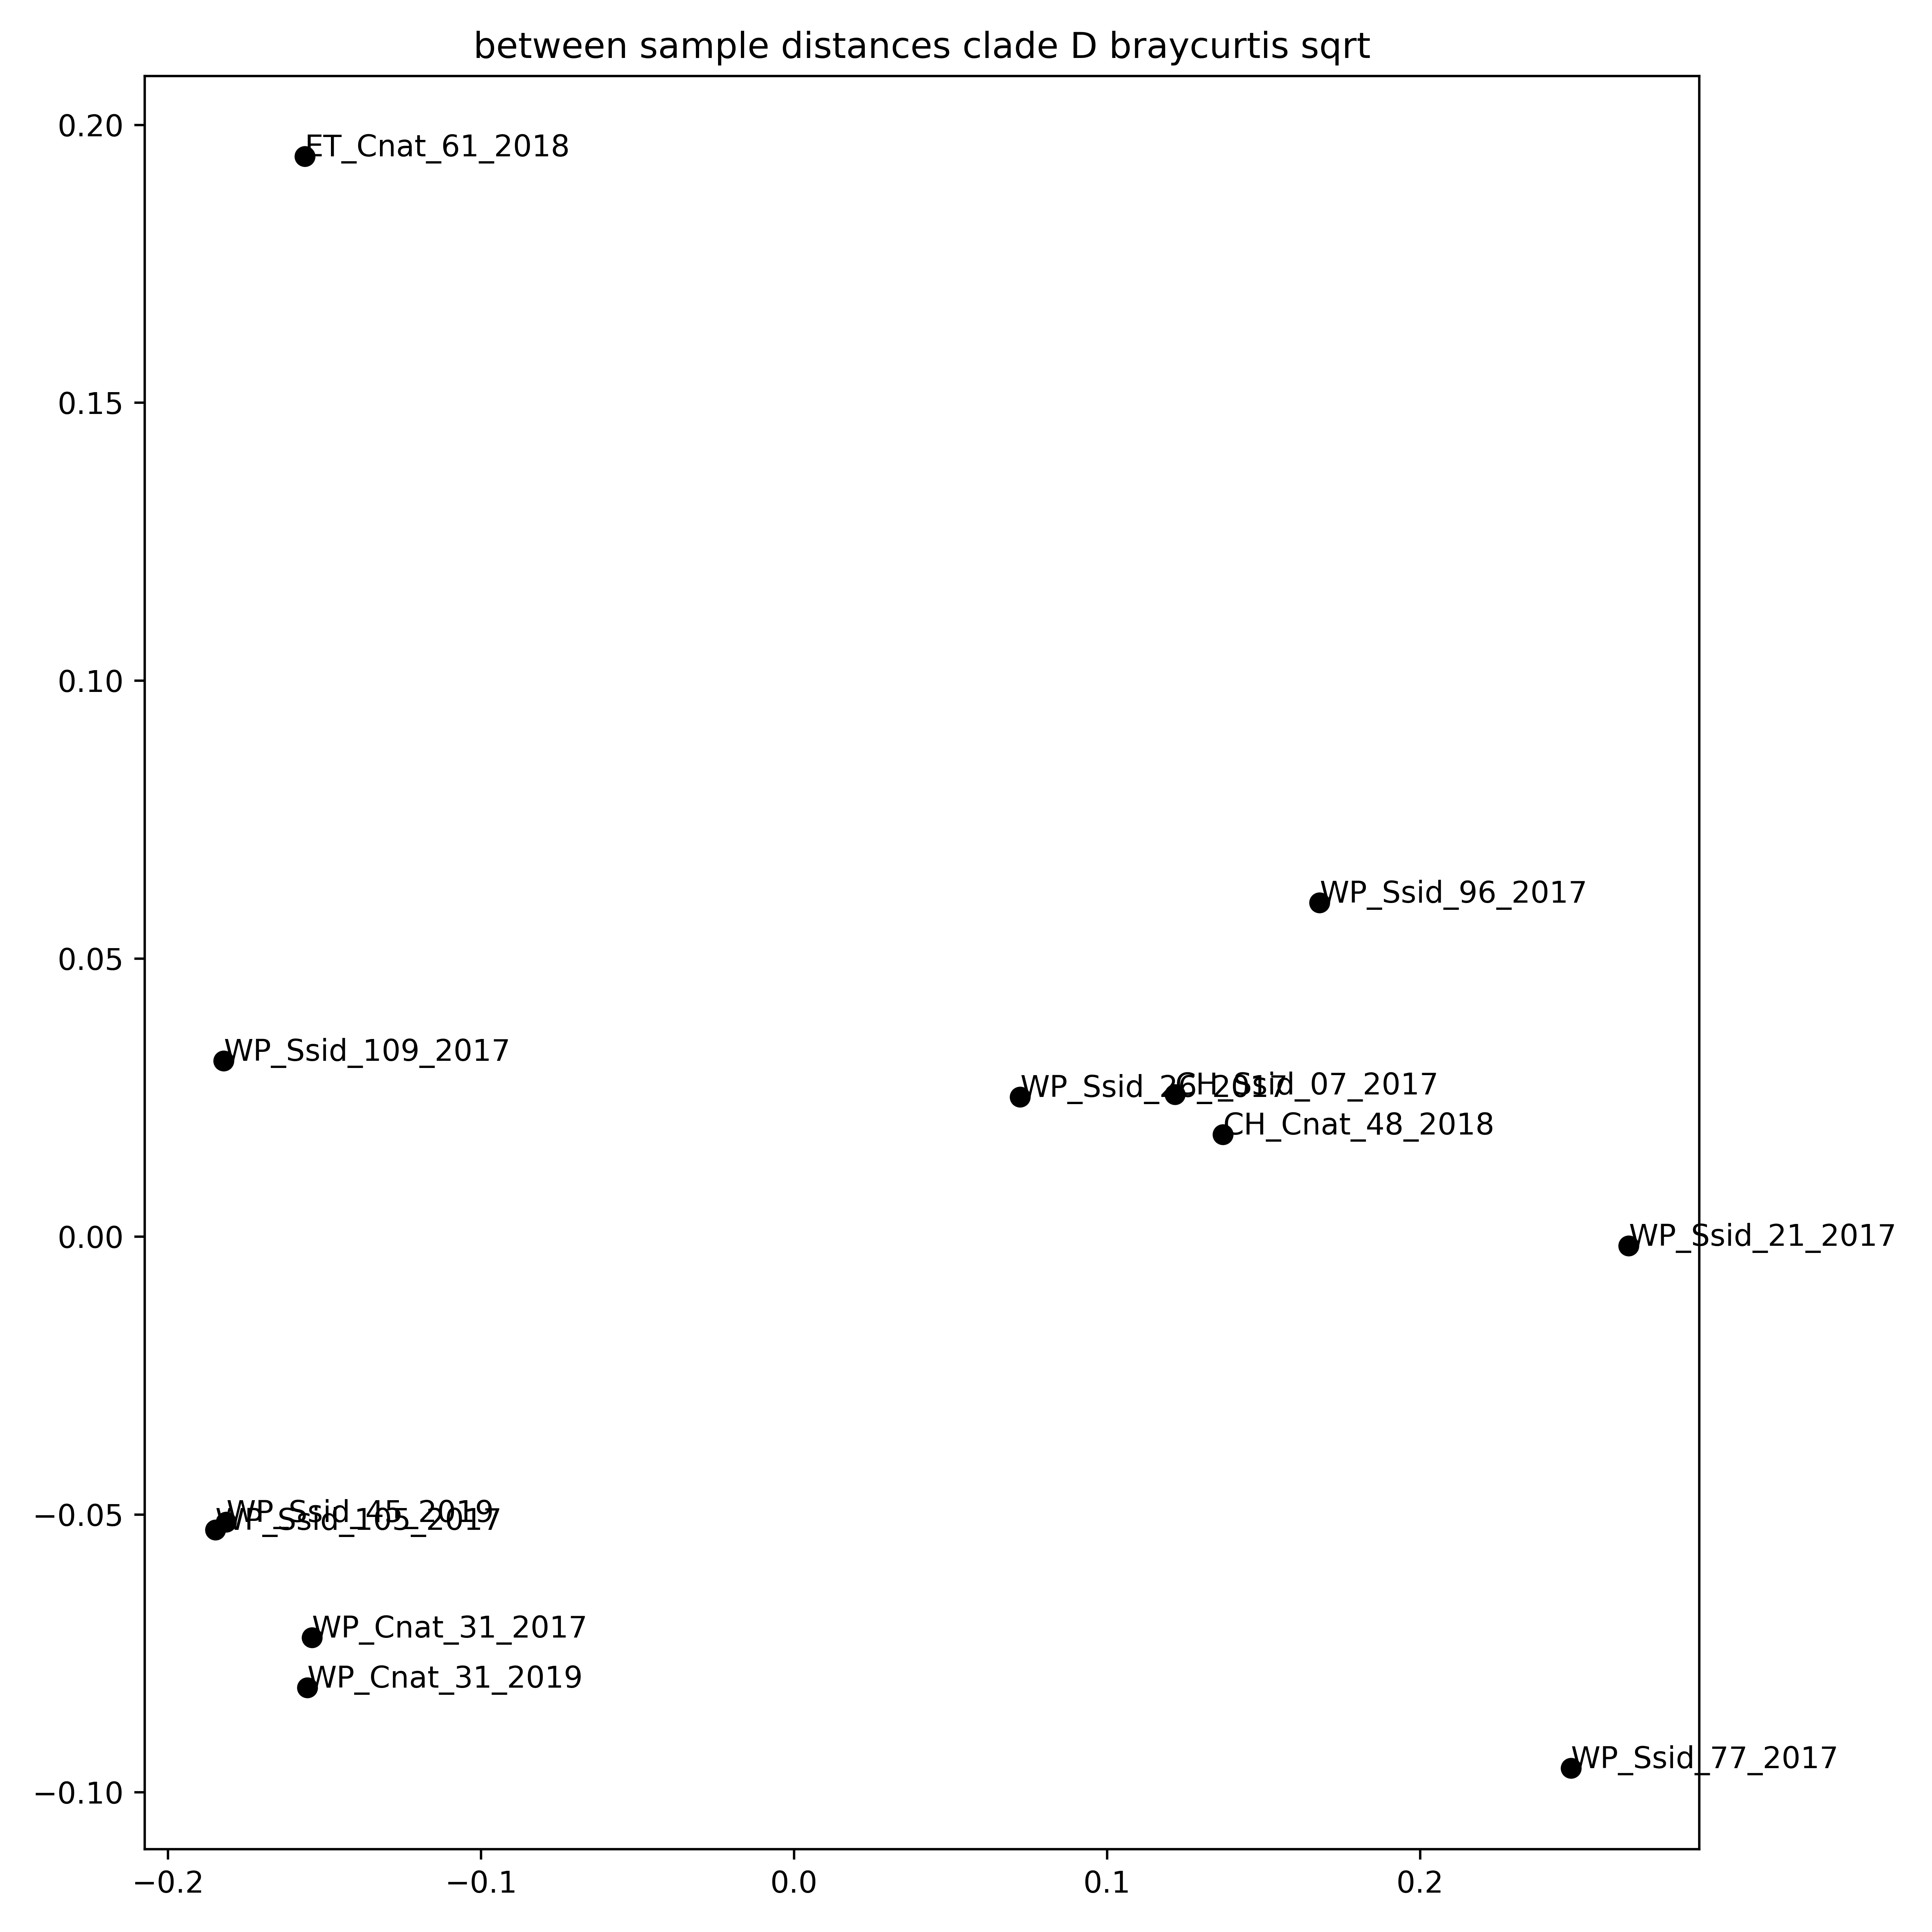 between sample distances clade D braycurtis sqrt
0.20
ET_Cnat_61_2018
0.15
0.10
WP_Ssid_96_2017
0.05
WP_Ssid_109_2017
WP_Ssid_26_2017
CH_Ssid_07_2017
CH_Cnat_48_2018
0.00
WP_Ssid_21_2017
−0.05
WP_Ssid_45_2019
WP_Ssid_105_2017
WP_Cnat_31_2017
WP_Cnat_31_2019
WP_Ssid_77_2017
−0.10
−0.2
−0.1
0.0
0.1
0.2